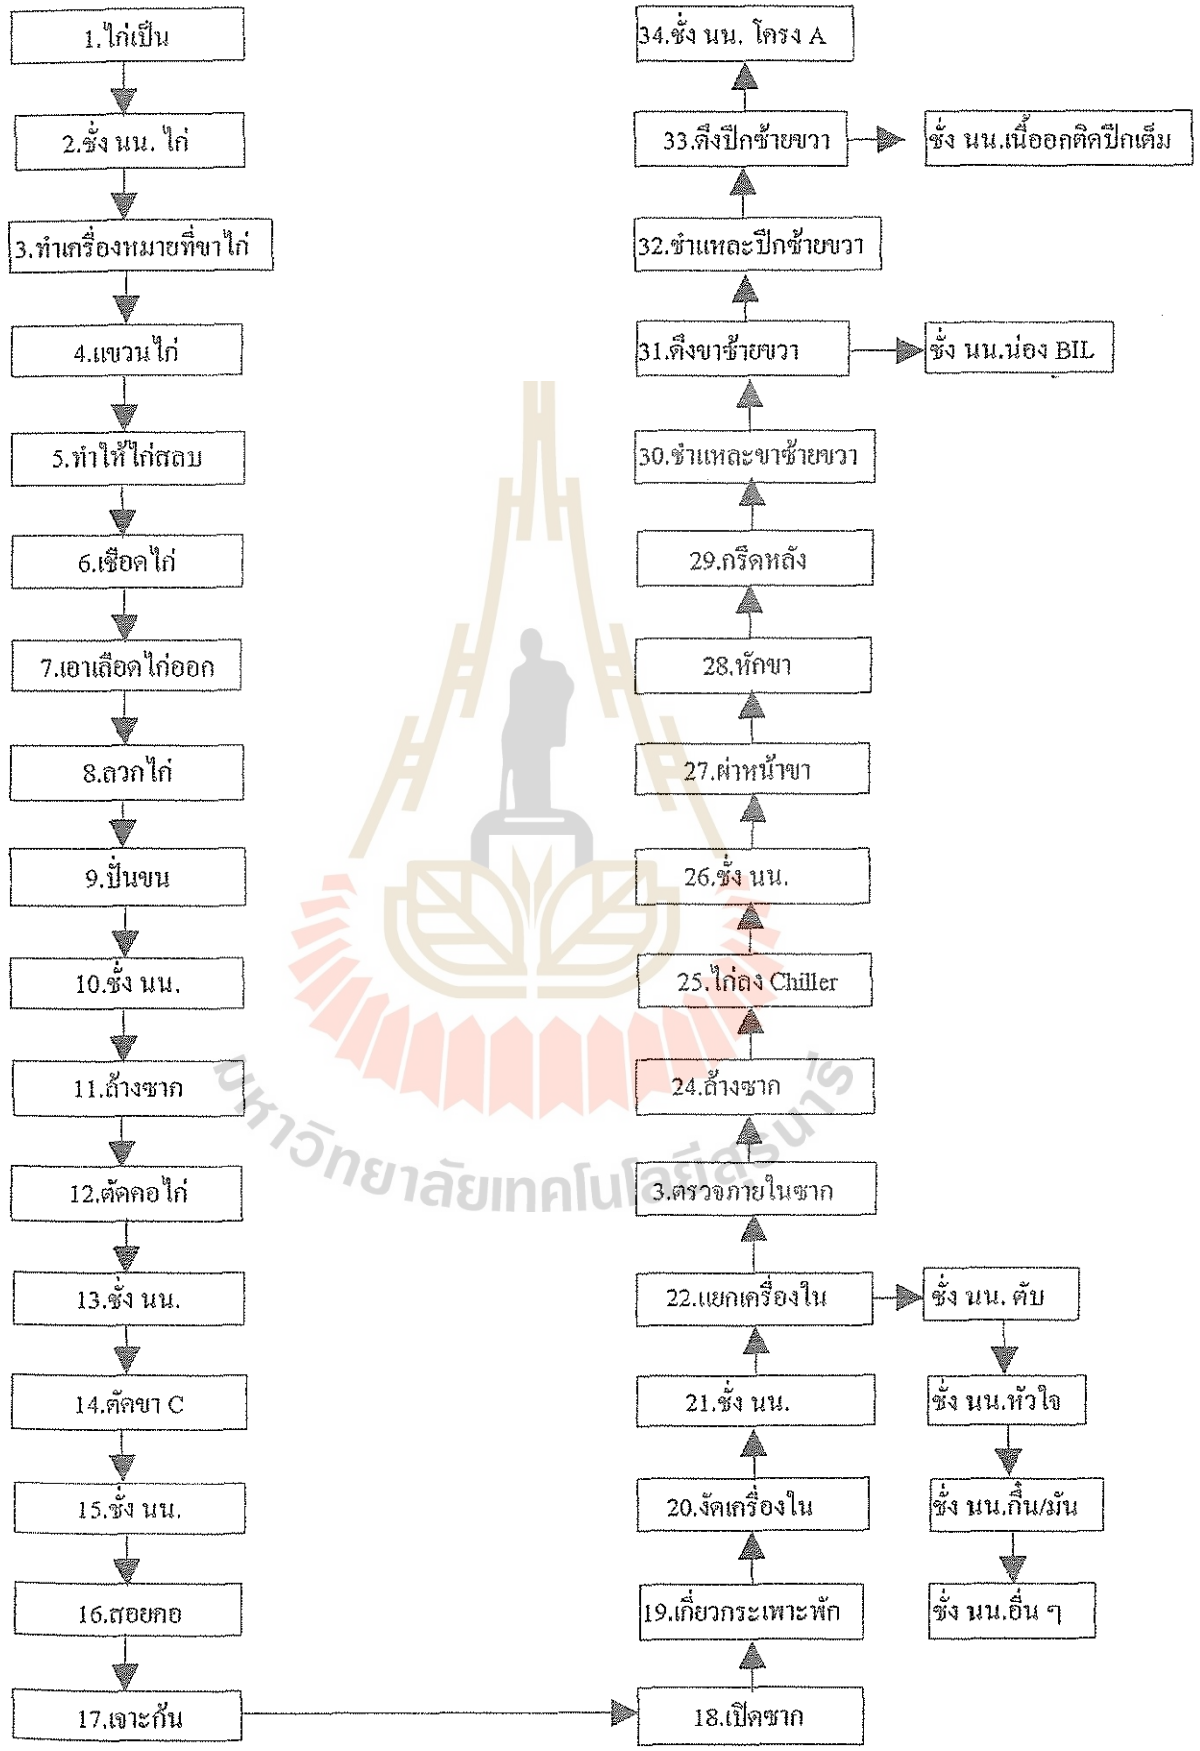 1.ไก่เป็น
2.ชั่ง นน. ไก่
3.ทำเครื่องหมายที่ขาไก่
4.แขวนไก่
5.ทำให้ไก่สลบ
6.เชือดไก่
7.เอาเลือดไก่ออก
8.ลวกไก่
9.ปั่นขน
10.ชั่ง นน.
11.ล้างซาก
12.ตัดคอไก่
13.ชั่ง นน.
14.ตัดขา C
15.ชั่ง นน.
16.สอยคอ
17.เจาะก้น
18.เปิดซาก
19.เกี่ยวกระเพาะพัก
20.งัดเครื่องใน
21.ชั่ง นน.
22.แยกเครื่องใน
ชั่ง นน. ตับ
ชั่ง นน.หัวใจ
ชั่ง นน.กึ๋น/มัน
ชั่ง นน.อื่น ๆ
3.ตรวจภายในซาก
24.ล้างซาก
25.ไก่ลง Chiller
26.ชั่ง นน.
27.ผ่าหน้าขา
28.หักขา
29.กรีดหลัง
30.ชำแหละขาซ้ายขวา
31.ดึงขาซ้ายขวา
ชั่ง นน.น่อง BIL
32.ชำแหละปีกซ้ายขวา
33.ดึงปีกซ้ายขวา
ชั่ง นน.เนื้ออกติดปีกเต็ม
34.ชั่ง นน. โครง A
มหาวิทยาลัยเทคโนโลยีสุรนารี